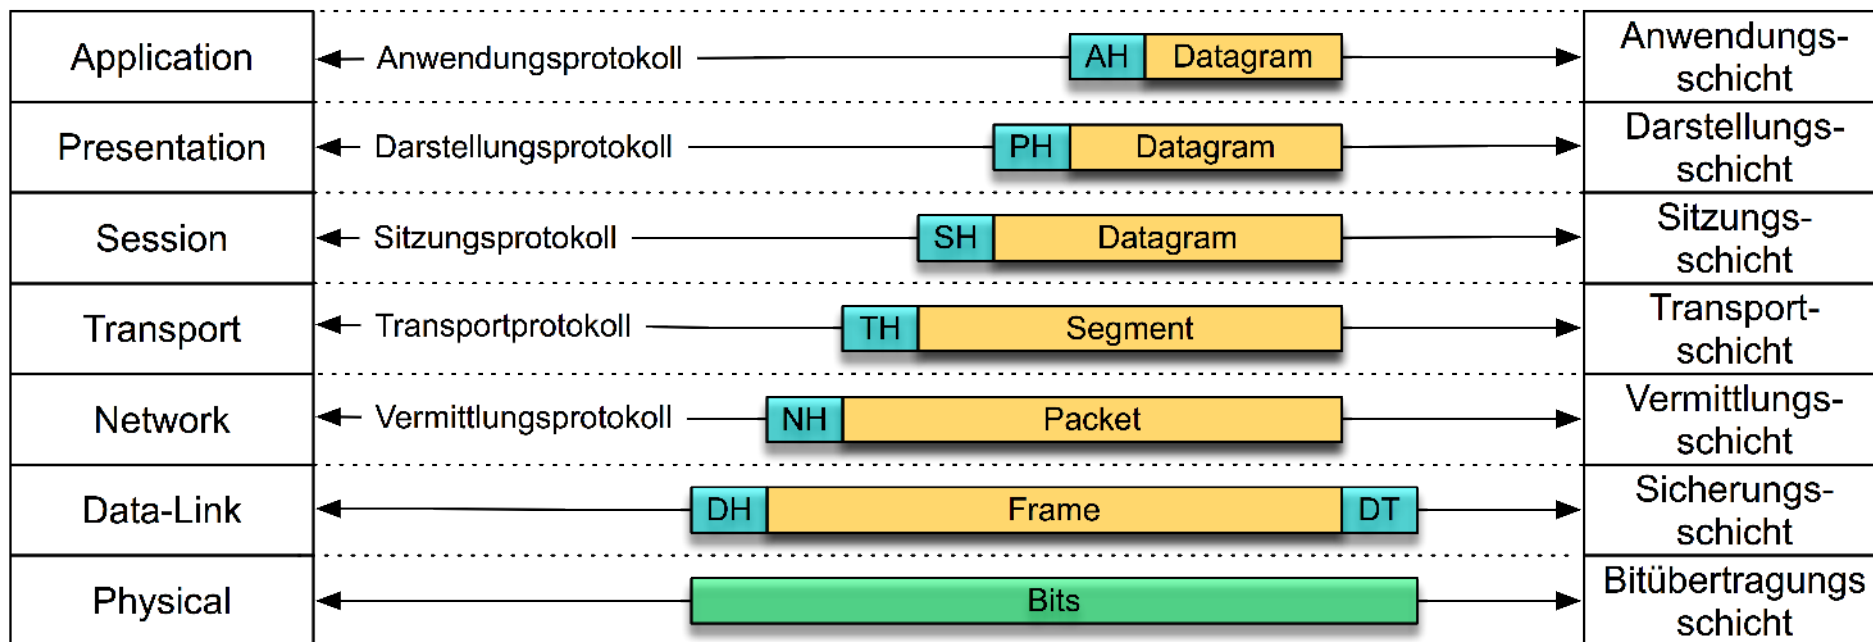 Application
Anwendungsprotokoll
AH
Datagram
Anwendungs-
schicht
Presentation
Darstellungsprotokoll
PH
Datagram
Darstellungs-
schicht
Session
Sitzungsprotokoll
SH
Datagram
Sitzungs-
schicht
Transport
Transportprotokoll
TH
Segment
Transport-
schicht
Network
Vermittlungsprotokoll
NH
Packet
Vermittlungs-
schicht
Data-Link
DH
Frame
DT
Sicherungs-
schicht
Physical
Bits
Bitübertragungs
schicht